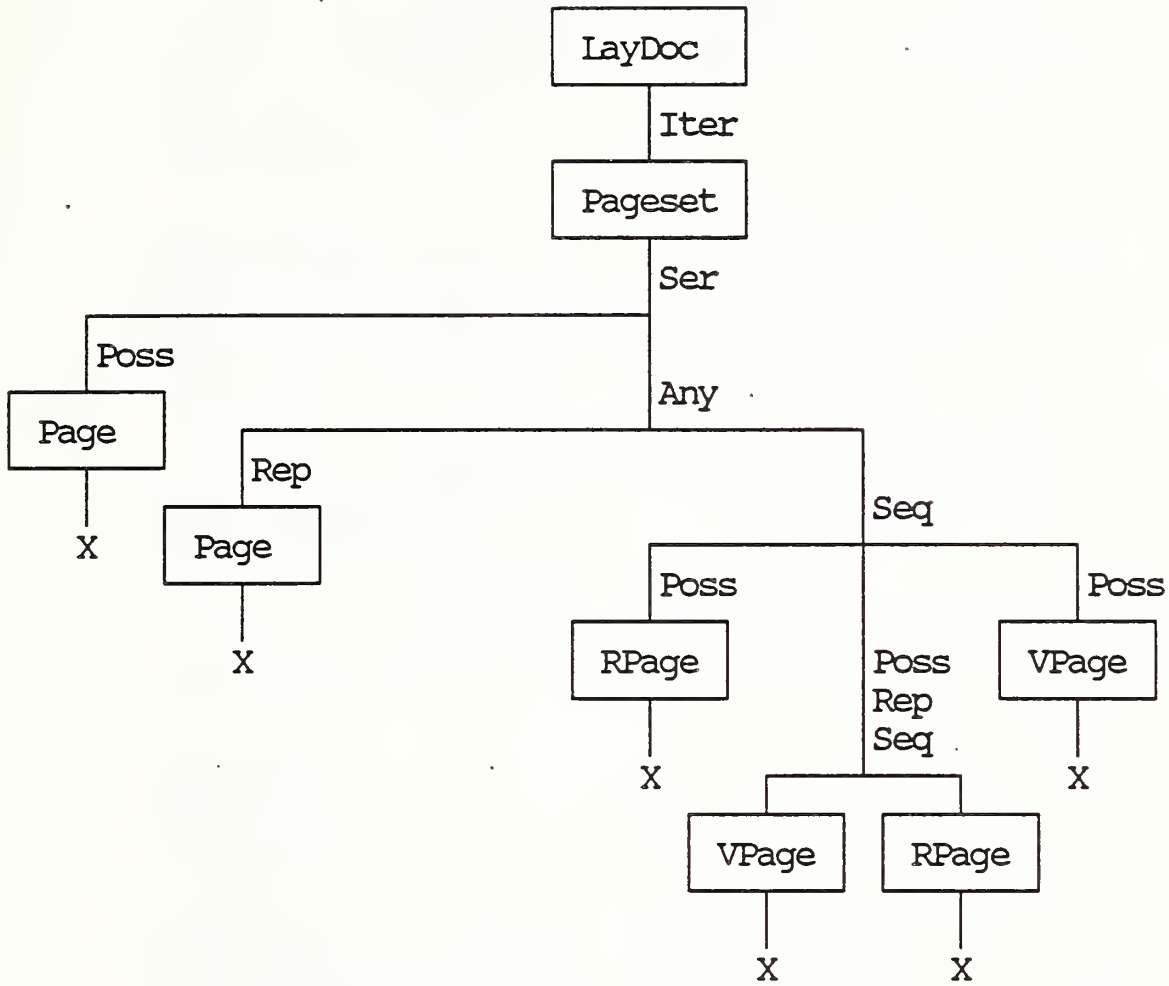 LayDoc
Iter
Pageset
Ser
Poss
Page
X
Any
Rep
Page
X
Seq
Poss
RPage
X
Poss
Rep
Seq
VPage
X
RPage
X
Poss
VPage
X